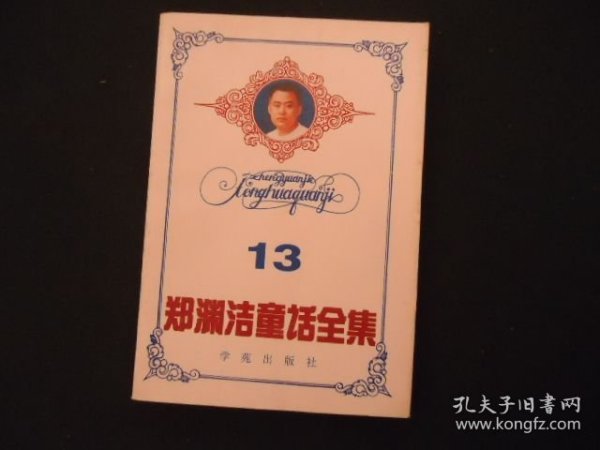 zhengyuanjie
tonghuaquanji
13
郑渊洁童话全集
学苑出版社
孔夫子旧书网
www.kongfz.com